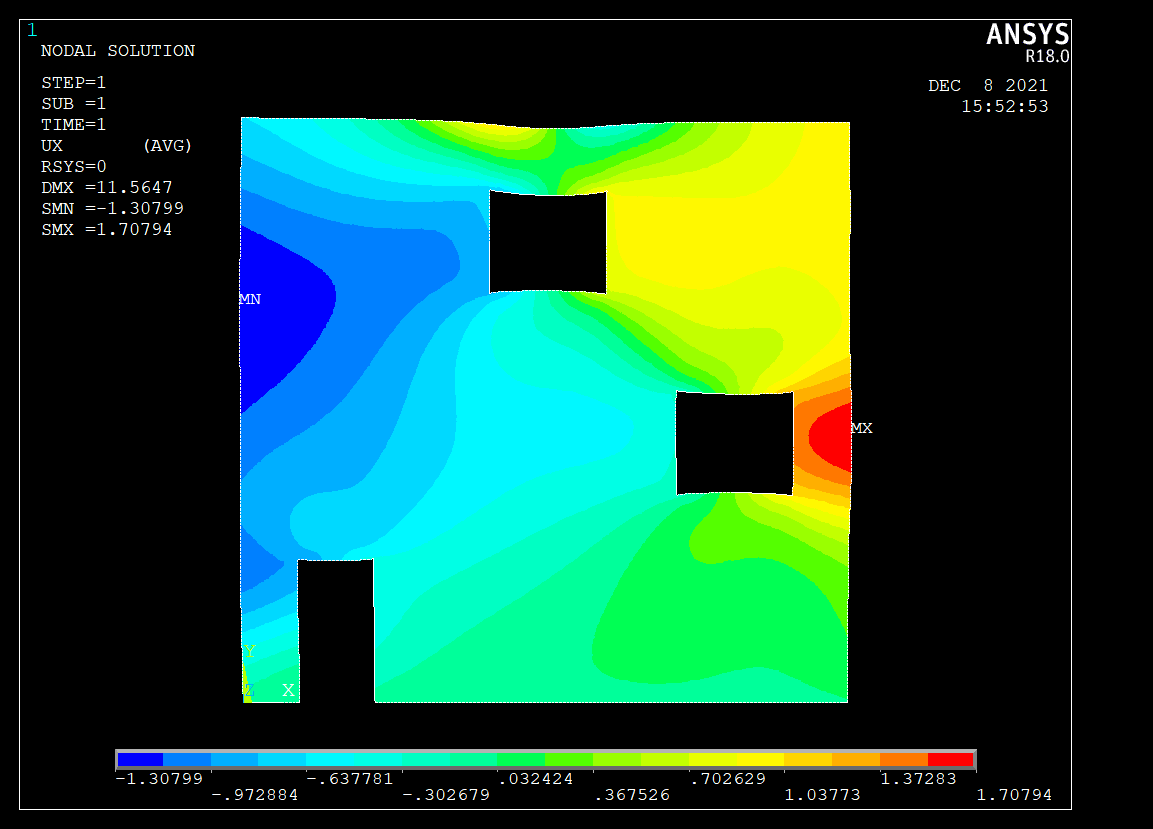 1
NODAL SOLUTION
STEP=1
SUB =1
TIME=1
UX (AVG)
RSYS=0
DMX =11.5647
SMN =-1.30799
SMX =1.70794
ANSYS
R18.0
DEC 8 2021
15:52:53
MN
MX
Y
Z X
-1.30799 -.637781 .032424 .702629 1.37283
-.972884 -.302679 .367526 1.03773 1.70794